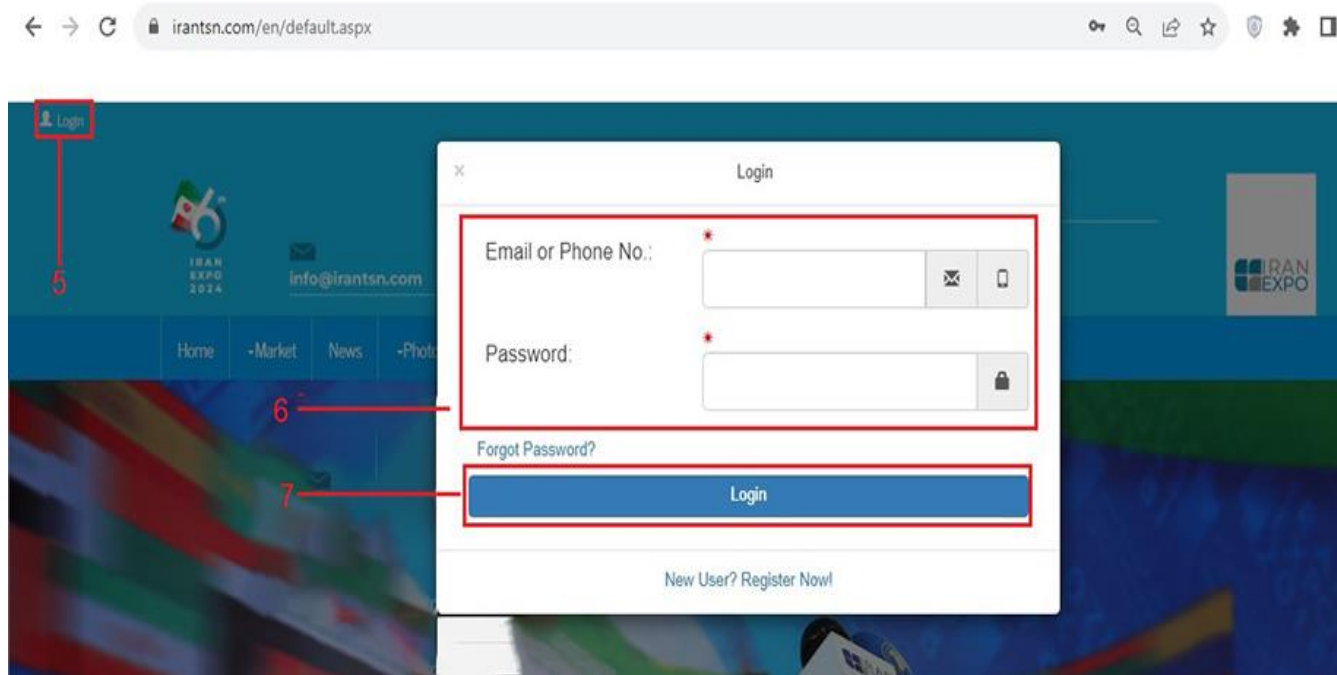 irantsn.com/en/default.aspx
Login
5
IRAN
EXPO
2024
info@irantsn.com
IRAN
EXPO
Home
Market
News
Login
×
Email or Phone No.:
*
Password:
*
6
Forgot Password?
7
Login
New User? Register Now!